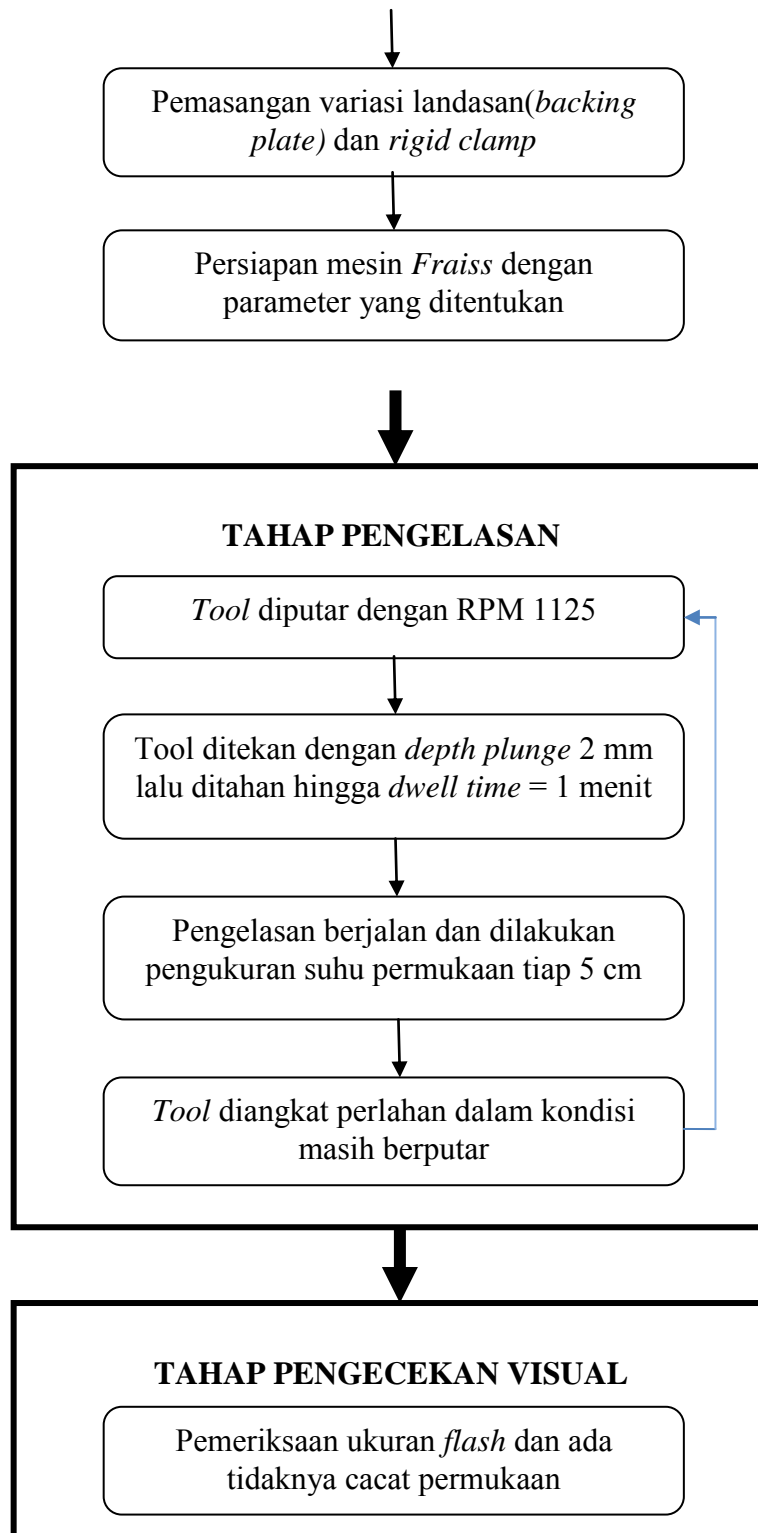 Pemasangan variasi landasan(backing
plate) dan rigid clamp
Persiapan mesin Fraiss dengan
parameter yang ditentukan
TAHAP PENGELASAN
Tool diputar dengan RPM 1125
Tool ditekan dengan depth plunge 2 mm
lalu ditahan hingga dwell time = 1 menit
Pengelasan berjalan dan dilakukan
pengukuran suhu permukaan tiap 5 cm
Tool diangkat perlahan dalam kondisi
masih berputar
TAHAP PENGECEKAN VISUAL
Pemeriksaan ukuran flash dan ada
tidaknya cacat permukaan